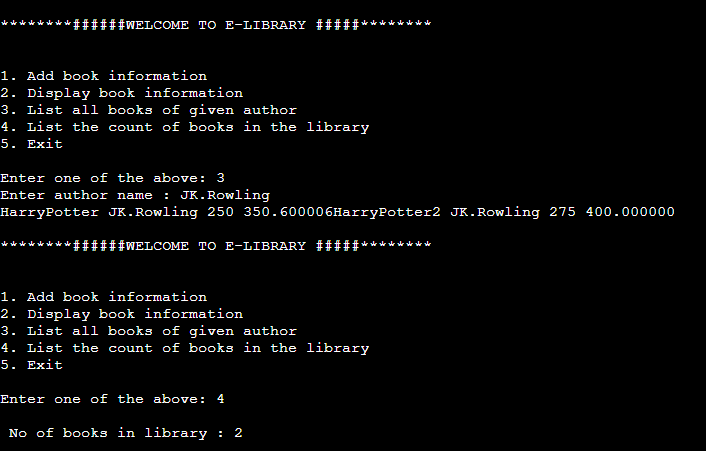 ********######WELCOME TO E-LIBRARY #####********
1. Add book information
2. Display book information
3. List all books of given author
4. List the count of books in the library
5. Exit
Enter one of the above: 3
Enter author name : JK.Rowling
HarryPotter JK.Rowling 250 350.600006HarryPotter2 JK.Rowling 275 400.000000
********######WELCOME TO E-LIBRARY #####********
1. Add book information
2. Display book information
3. List all books of given author
4. List the count of books in the library
5. Exit
Enter one of the above: 4
No of books in library : 2